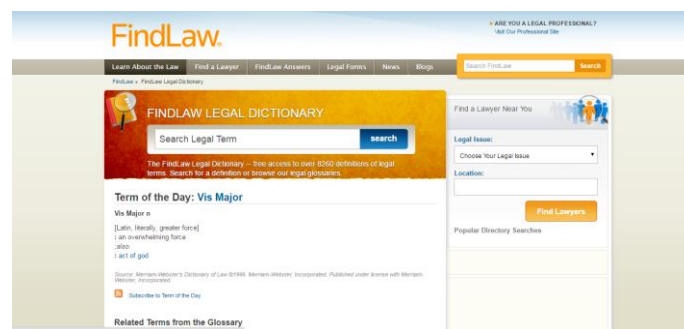 FindLaw.
ARE YOU A LEGAL PROFESSIONAL?
Visit Our Professional Site
Learn About the Law Find a Lawyer FindLaw Answers Legal Forms News Blogs
Search FindLaw Search
FindLaw » FindLaw Legal Dictionary
FINDLAW LEGAL DICTIONARY
Search Legal Term search
The FindLaw Legal Dictionary -- free access to over 8260 definitions of legal
terms. Search for a definition or browse our legal glossaries.
Term of the Day: Vis Major
Vis Major n
[Latin, literally, greater force]
: an overwhelming force
;also
: act of god
Source: Merriam-Webster's Dictionary of Law ©1996. Merriam-Webster, Incorporated. Published under license with Merriam-
Webster, Incorporated.
Subscribe to Term of the Day
Related Terms from the Glossary
Find a Lawyer Near You
Legal Issue:
Choose Your Legal Issue
Location:
Find Lawyers
Popular Directory Searches